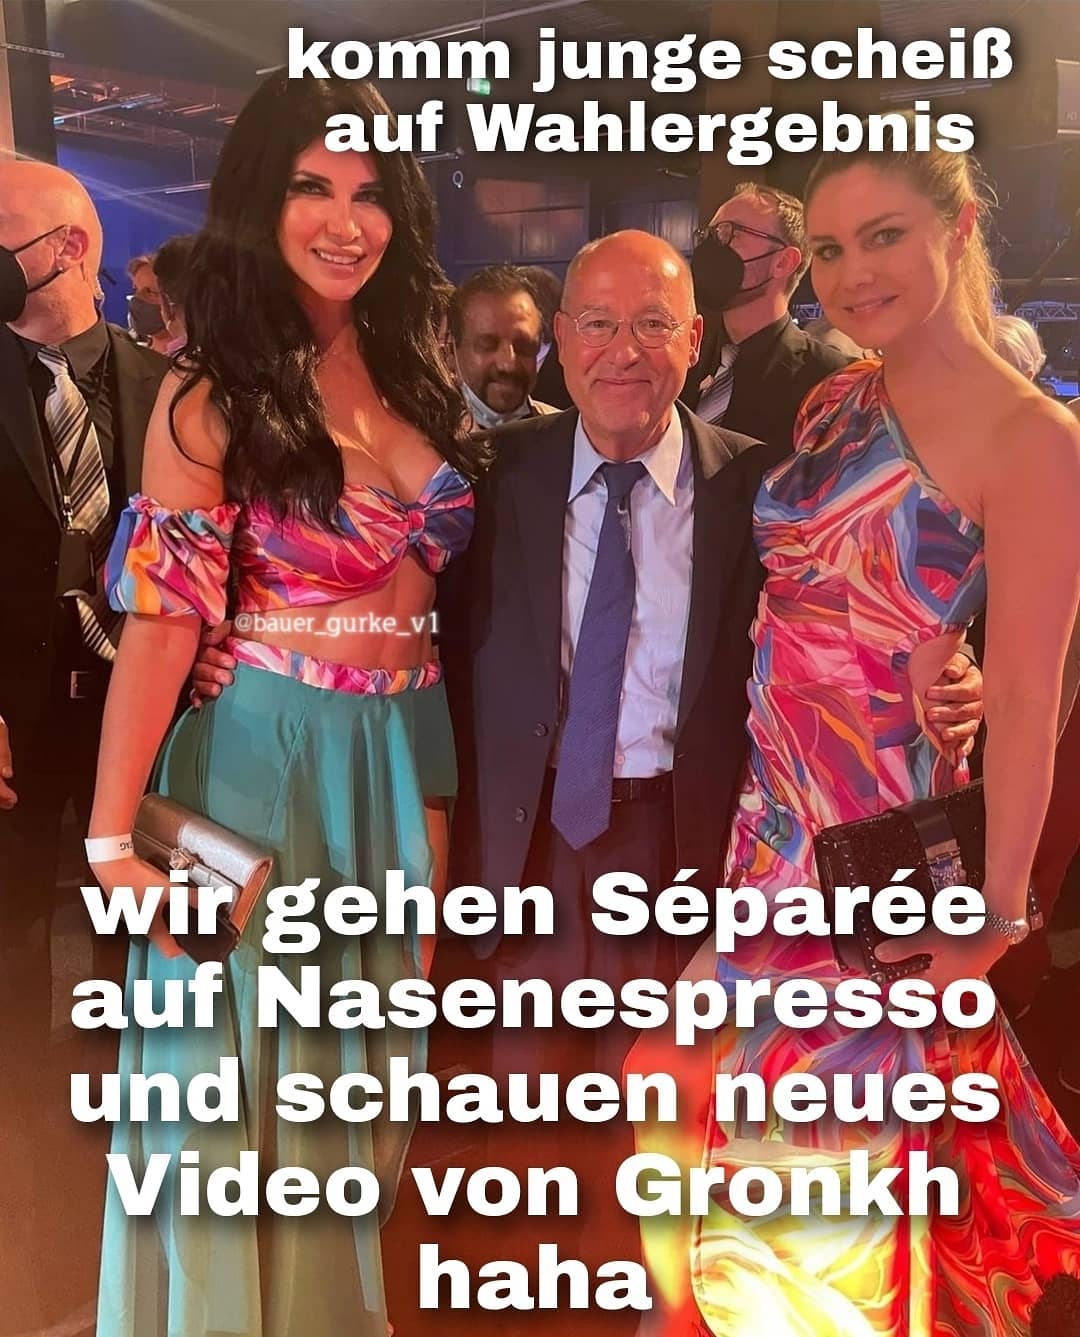 komm junge scheiß
auf Wahlergebnis
@bauer_gurke_v1
wir gehen Séparée
auf Nasenespresso
und schauen neues
Video von Gronkh
haha